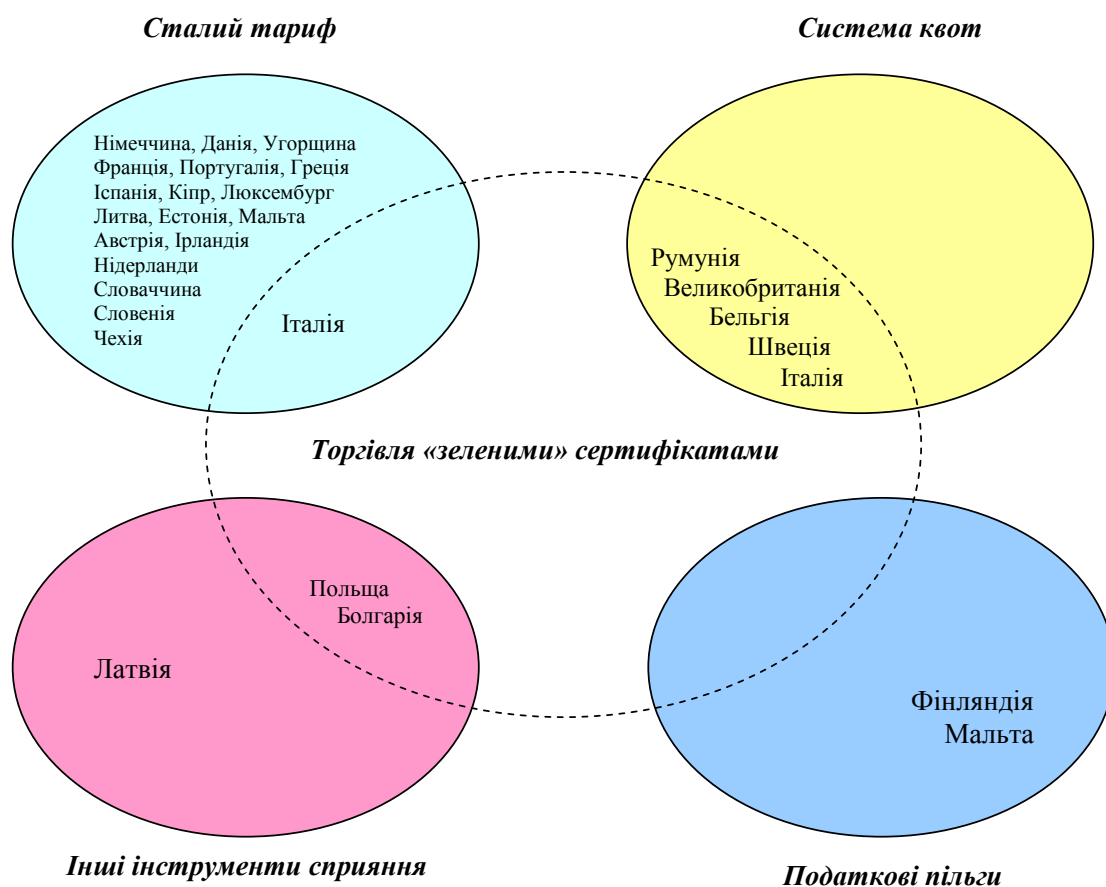 Сталий тариф
Система квот
Німеччина, Данія, Угорщина
Франція, Португалія, Греція
Іспанія, Кіпр, Люксембург
Литва, Естонія, Мальта
Австрія, Ірландія
Нідерланди
Словаччина
Словенія
Чехія
Італія
Румунія
Великобританія
Бельгія
Швеція
Італія
Торгівля «зеленими» сертифікатами
Польща
Болгарія
Латвія
Фінляндія
Мальта
Інші інструменти сприяння
Податкові пільги